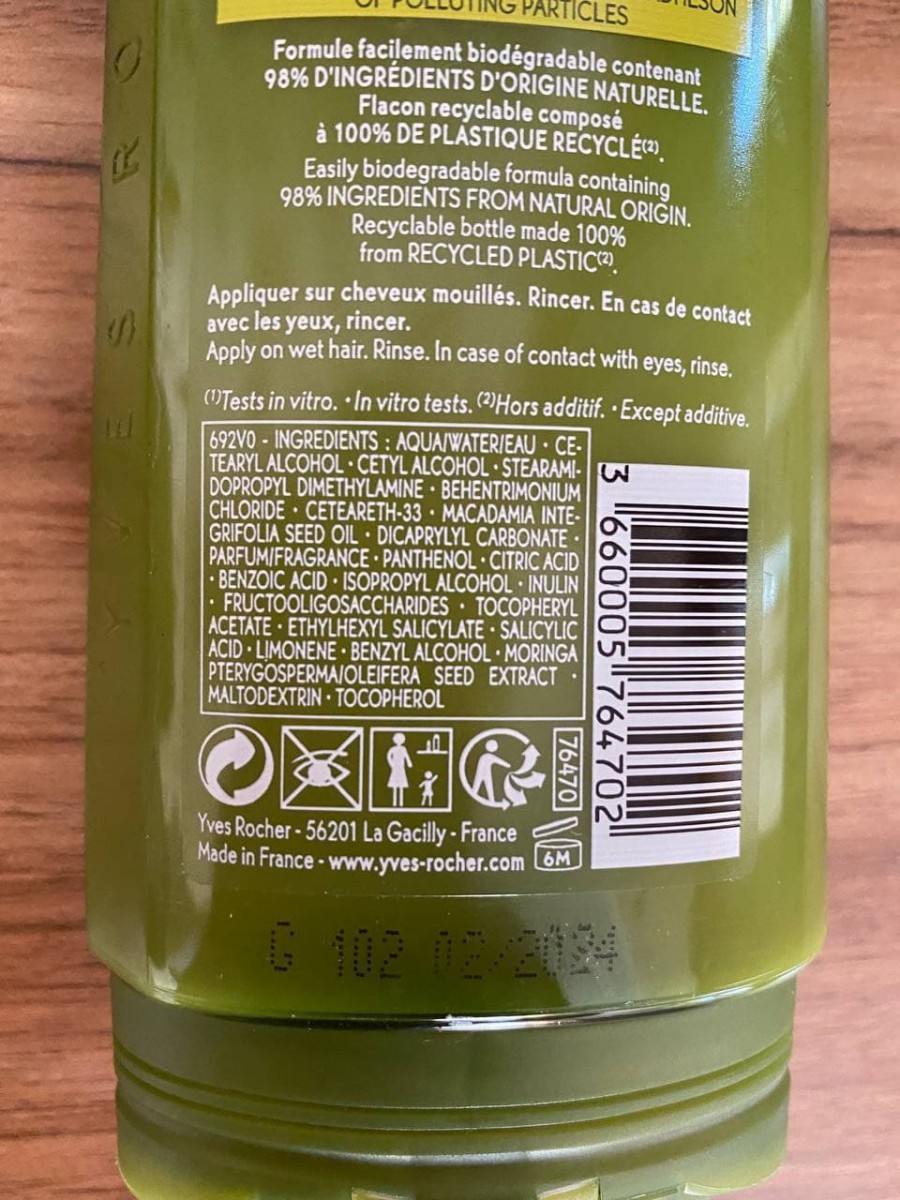 OF POLLUTING PARTICLES
Formule facilement biodégradable contenant
98% D'INGRÉDIENTS D'ORIGINE NATURELLE.
Flacon recyclable composé
à 100% DE PLASTIQUE RECYCLÉ(2).
Easily biodegradable formula containing
98% INGREDIENTS FROM NATURAL ORIGIN.
Recyclable bottle made 100%
from RECYCLED PLASTIC(2).
Appliquer sur cheveux mouillés. Rincer. En cas de contact
avec les yeux, rincer.
Apply on wet hair. Rinse. In case of contact with eyes, rinse.
(1)Tests in vitro. • In vitro tests. (2)Hors additif. • Except additive.
692V0 - INGREDIENTS : AQUA/WATER/EAU • CE-
TEARYL ALCOHOL • CETYL ALCOHOL • STEARAMI-
DOPROPYL DIMETHYLAMINE • BEHENTRIMONIUM
CHLORIDE • CETEARETH-33 • MACADAMIA INTE-
GRIFOLIA SEED OIL • DICAPRYLYL CARBONATE •
PARFUM/FRAGRANCE • PANTHENOL • CITRIC ACID
• BENZOIC ACID • ISOPROPYL ALCOHOL • INULIN
• FRUCTOOLIGOSACCHARIDES • TOCOPHERYL
ACETATE • ETHYLHEXYL SALICYLATE • SALICYLIC
ACID • LIMONENE • BENZYL ALCOHOL • MORINGA
PTERYGOSPERMA/OLEIFERA SEED EXTRACT •
MALTODEXTRIN • TOCOPHEROL
3 660005 764702
76470
Yves Rocher - 56201 La Gacilly - France
Made in France - www.yves-rocher.com
6M
G 102 02/2024
YVES RO